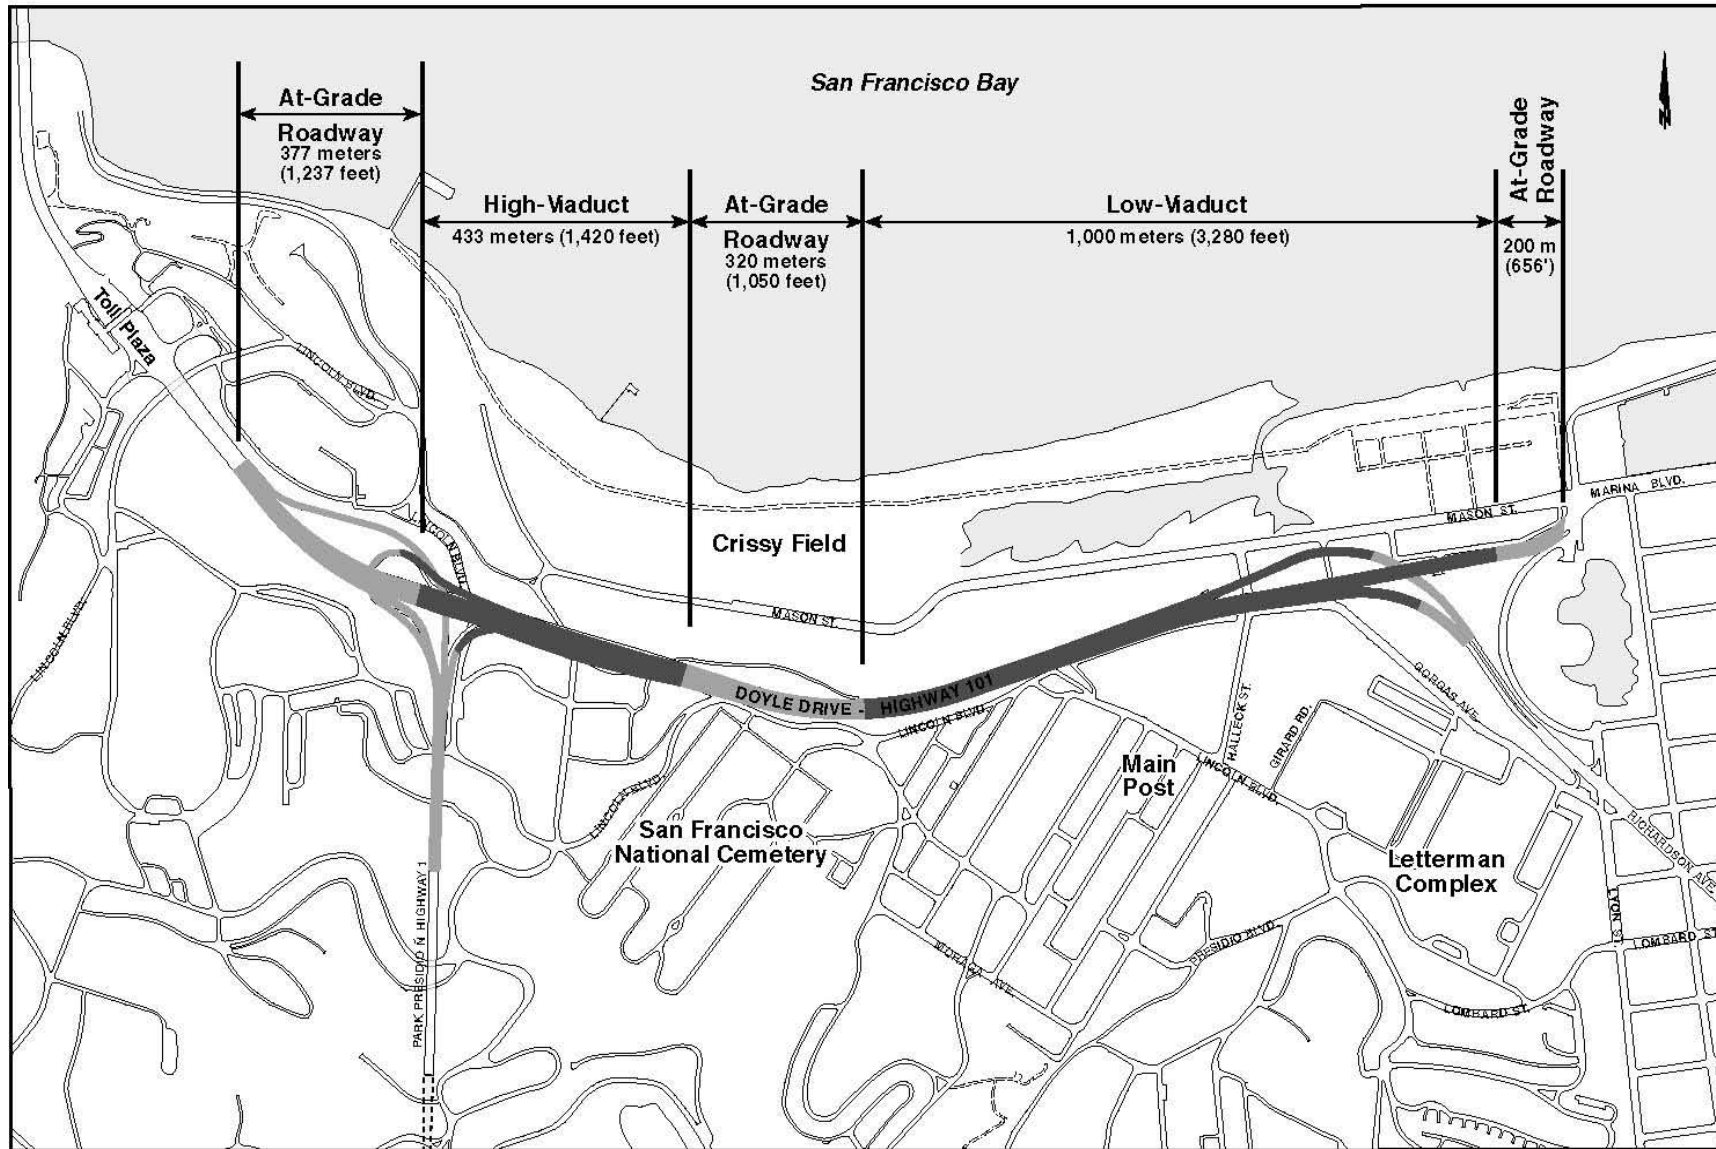 San Francisco Bay
At-Grade
Roadway
377 meters
(1,237 feet)
High-Viaduct
433 meters (1,420 feet)
At-Grade
Roadway
320 meters
(1,050 feet)
Low-Viaduct
1,000 meters (3,280 feet)
At-Grade
Roadway
200 m
(656')
N
Toll Plaza
LINCOLN BLVD.
LINCOLN BLVD.
LINCOLN BLVD.
Crissy Field
MASON ST.
MASON ST.
MARINA BLVD.
DOYLE DRIVE - HIGHWAY 101
LINCOLN BLVD.
LINCOLN BLVD.
LINCOLN BLVD.
HALLECK ST.
GIRARD RD.
GORGAS AVE.
RICHARDSON AVE.
Main
Post
San Francisco
National Cemetery
Letterman
Complex
PARK PRESIDIO Ñ HIGHWAY 1
MORAGA AVE.
PRESIDIO BLVD.
LYON ST.
LOMBARD ST.
LOMBARD ST.